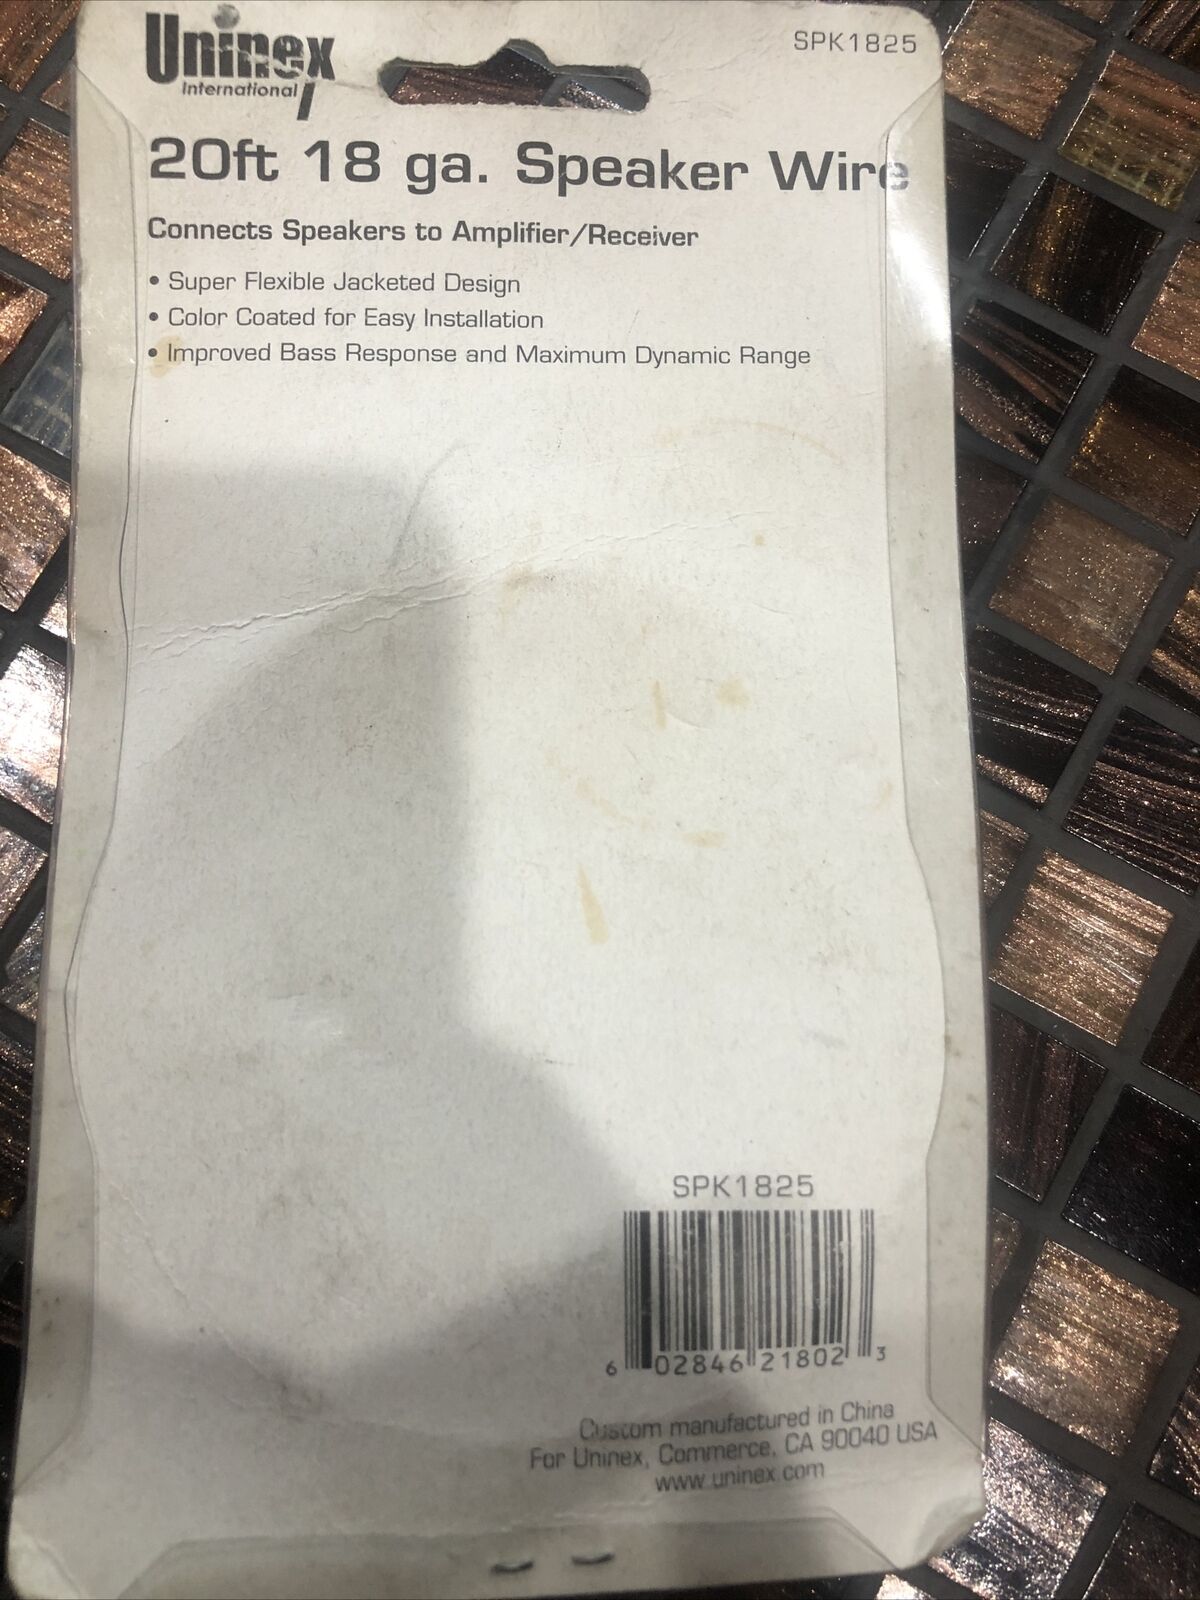 Uninex
International
SPK1825
20ft 18 ga. Speaker Wire
Connects Speakers to Amplifier/Receiver
• Super Flexible Jacketed Design
• Color Coated for Easy Installation
• Improved Bass Response and Maximum Dynamic Range
SPK1825
6 02846 21802 3
Custom manufactured in China
For Uninex, Commerce, CA 90040 USA
www.uninex.com